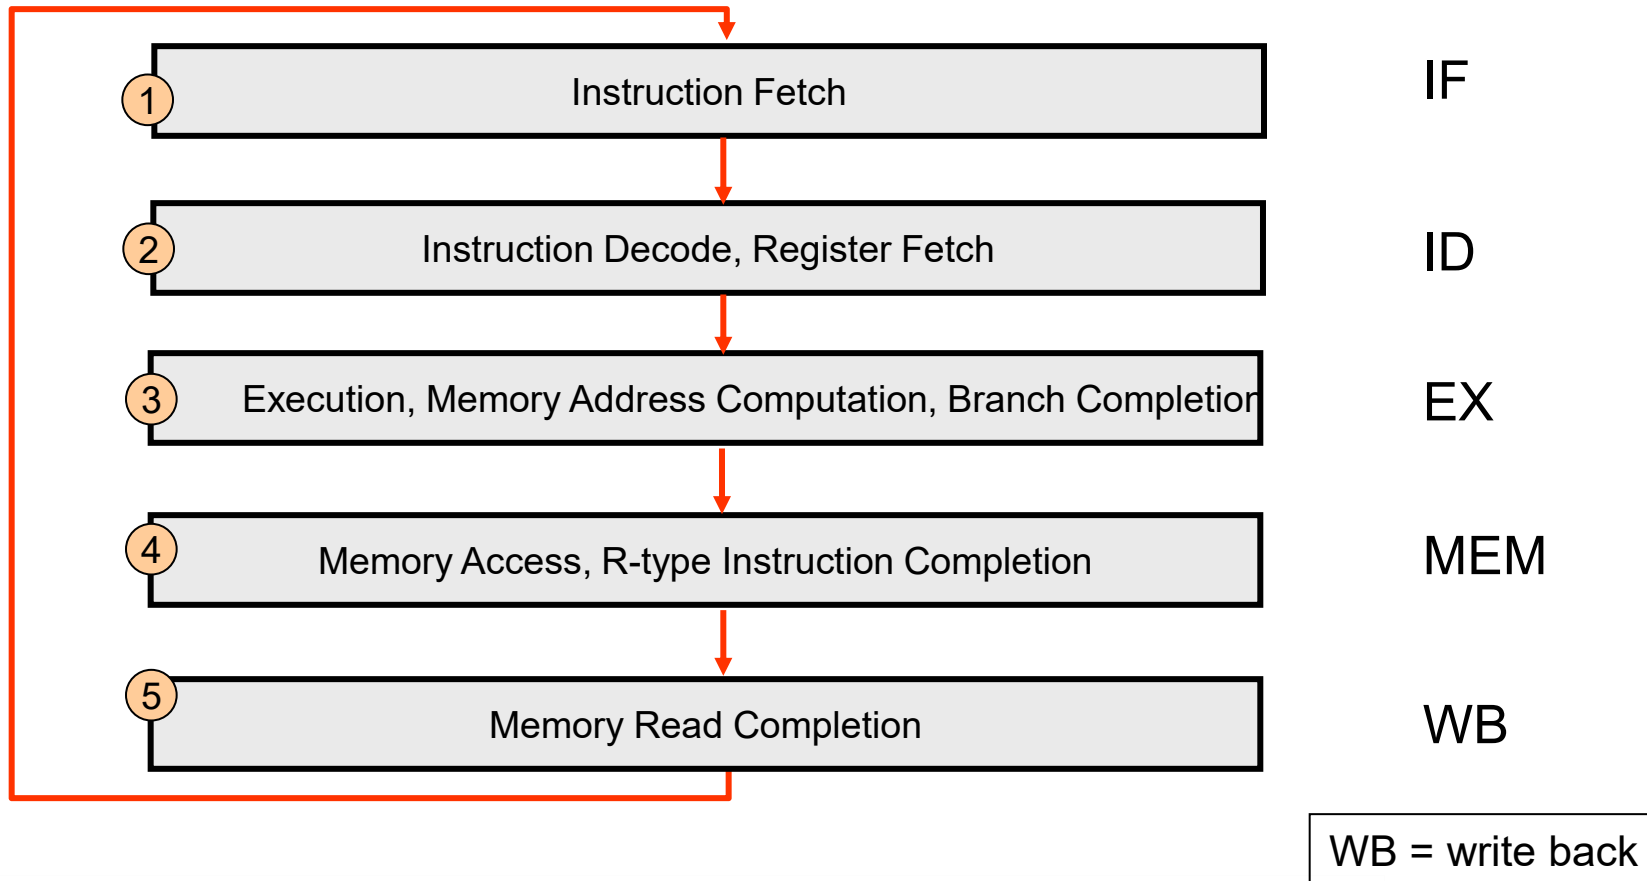 1
Instruction Fetch
IF
2
Instruction Decode, Register Fetch
ID
3
Execution, Memory Address Computation, Branch Completion
EX
4
Memory Access, R-type Instruction Completion
MEM
5
Memory Read Completion
WB
WB = write back